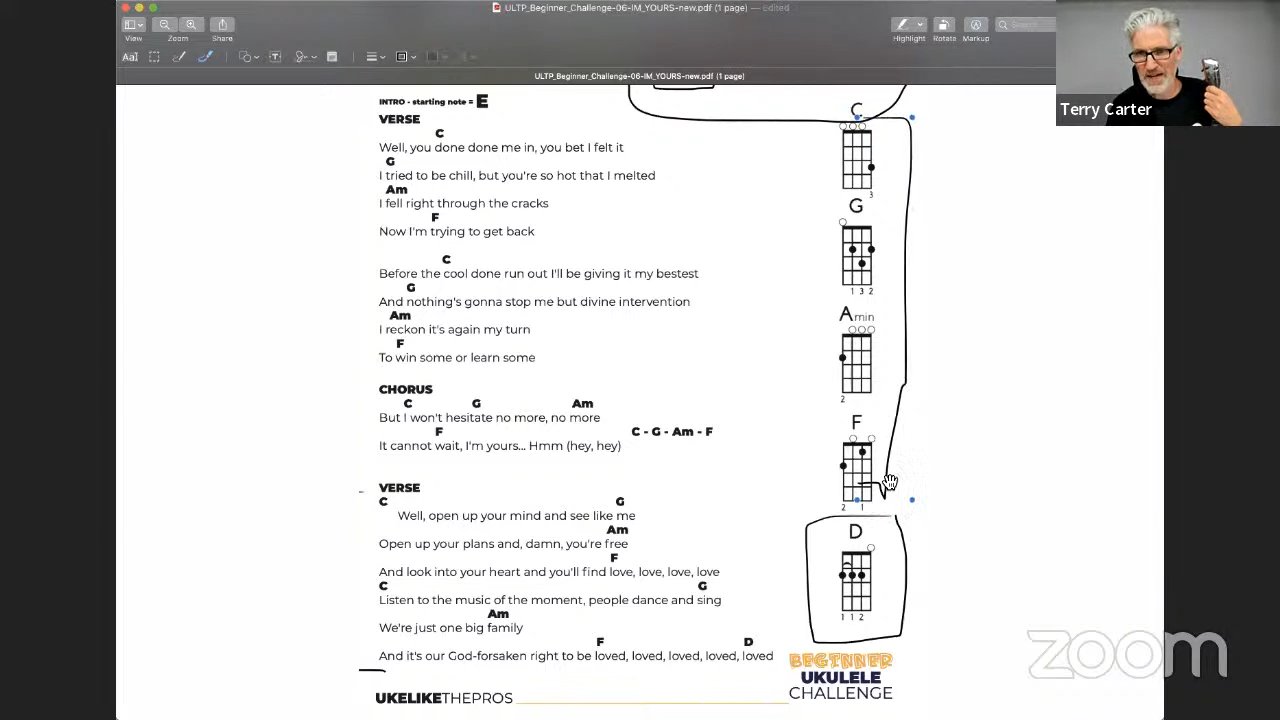 ULTP_Beginner_Challenge-06-IM_YOURS-new.pdf (1 page) — Edited
View
Zoom
Share
Highlight
Rotate
Markup
Search
ULTP_Beginner_Challenge-06-IM_YOURS-new.pdf (1 page)
Terry Carter
INTRO - starting note = E
VERSE
C
Well, you done done me in, you bet I felt it
G
I tried to be chill, but you're so hot that I melted
Am
I fell right through the cracks
F
Now I'm trying to get back
C
Before the cool done run out I'll be giving it my bestest
G
And nothing's gonna stop me but divine intervention
Am
I reckon it's again my turn
F
To win some or learn some
CHORUS
C G Am
But I won't hesitate no more, no more
F C - G - Am - F
It cannot wait, I'm yours... Hmm (hey, hey)
VERSE
C G
Well, open up your mind and see like me
Am
Open up your plans and, damn, you're free
F
And look into your heart and you'll find love, love, love, love
C G
Listen to the music of the moment, people dance and sing
Am
We're just one big family
F D
And it's our God-forsaken right to be loved, loved, loved, loved, loved
C
3
G
1 3 2
Amin
2
F
2 1
D
1 1 2
UKELIKETHEPROS
BEGINNER
UKULELE
CHALLENGE
zoom